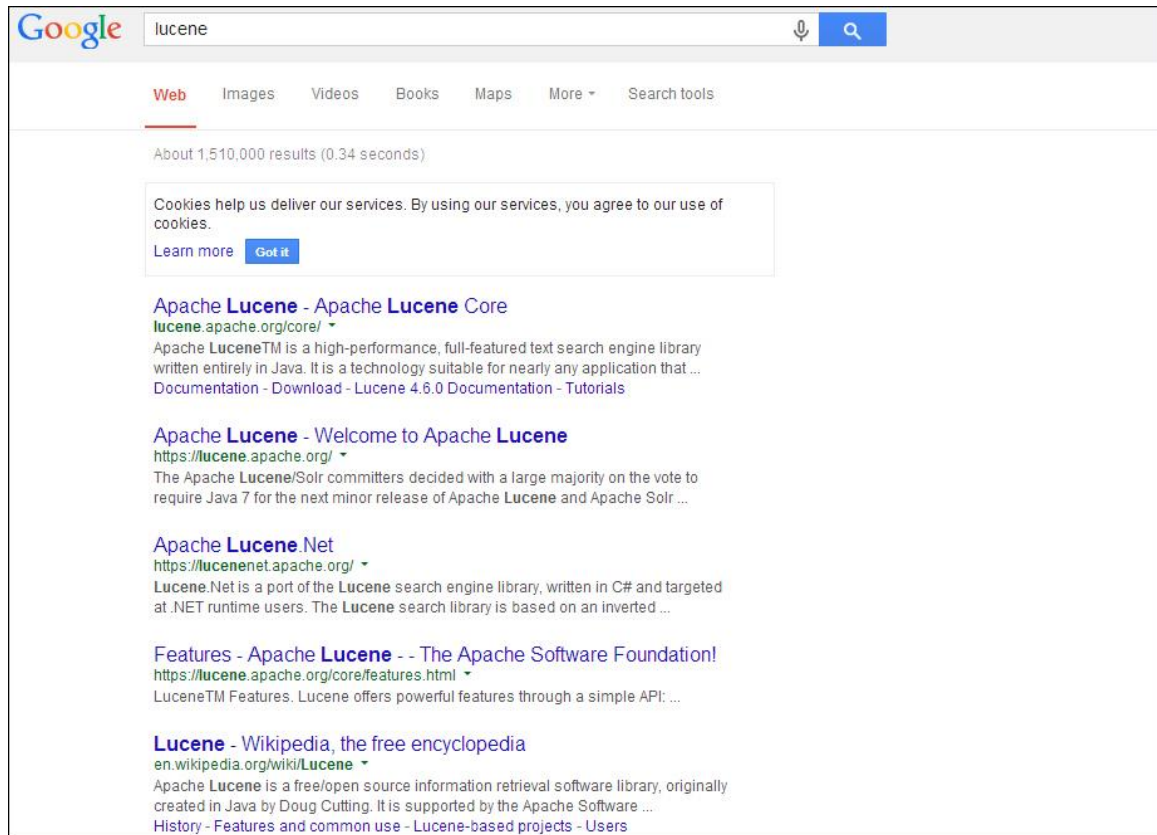 Google lucene
Web Images Videos Books Maps More Search tools
About 1,510,000 results (0.34 seconds)
Cookies help us deliver our services. By using our services, you agree to our use of
cookies.
Learn more Got it
Apache Lucene - Apache Lucene Core
lucene.apache.org/core/
Apache LuceneTM is a high-performance, full-featured text search engine library
written entirely in Java. It is a technology suitable for nearly any application that ...
Documentation - Download - Lucene 4.6.0 Documentation - Tutorials
Apache Lucene - Welcome to Apache Lucene
https://lucene.apache.org/
The Apache Lucene/Solr committers decided with a large majority on the vote to
require Java 7 for the next minor release of Apache Lucene and Apache Solr ...
Apache Lucene.Net
https://lucenenet.apache.org/
Lucene.Net is a port of the Lucene search engine library, written in C# and targeted
at .NET runtime users. The Lucene search library is based on an inverted ...
Features - Apache Lucene - - The Apache Software Foundation!
https://lucene.apache.org/core/features.html
LuceneTM Features. Lucene offers powerful features through a simple API: ...
Lucene - Wikipedia, the free encyclopedia
en.wikipedia.org/wiki/Lucene
Apache Lucene is a free/open source information retrieval software library, originally
created in Java by Doug Cutting. It is supported by the Apache Software ...
History - Features and common use - Lucene-based projects - Users